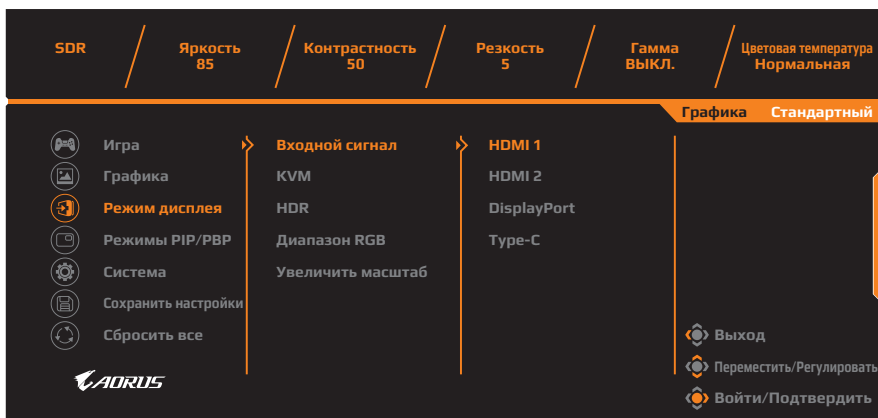 SDR
Яркость
85
Контрастность
50
Резкость
5
Гамма
ВЫКЛ.
Цветовая температура
Нормальная
Графика Стандартный
Игра
Графика
Режим дисплея
Режимы PIP/PBP
Система
Сохранить настройки
Сбросить все
Входной сигнал
KVM
HDR
Диапазон RGB
Увеличить масштаб
HDMI 1
HDMI 2
DisplayPort
Type-C
Выход
Переместить/Регулировать
Войти/Подтвердить
AORUS